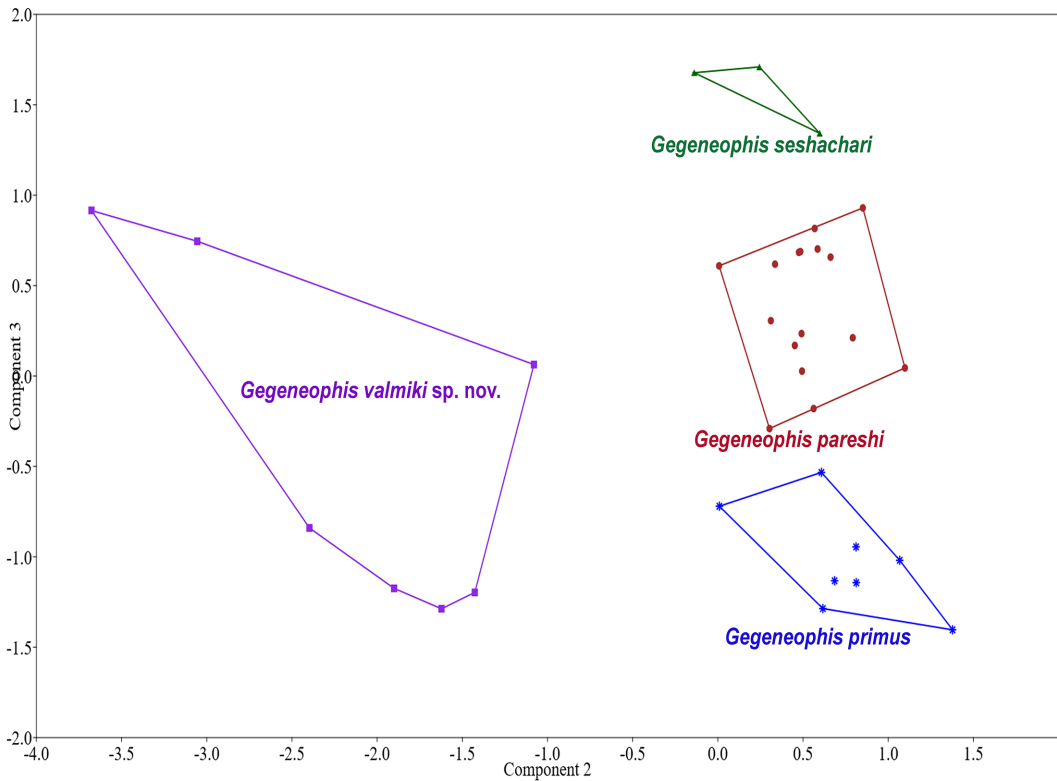 2.0
1.5
Gegeneophis seshachari
1.0
0.5
Component 3
0.0
Gegeneophis valmiki sp. nov.
Gegeneophis pareshi
-0.5
-1.0
Gegeneophis primus
-1.5
-2.0
-4.0 -3.5 -3.0 -2.5 -2.0 -1.5 -1.0 -0.5 0.0 0.5 1.0 1.5
Component 2